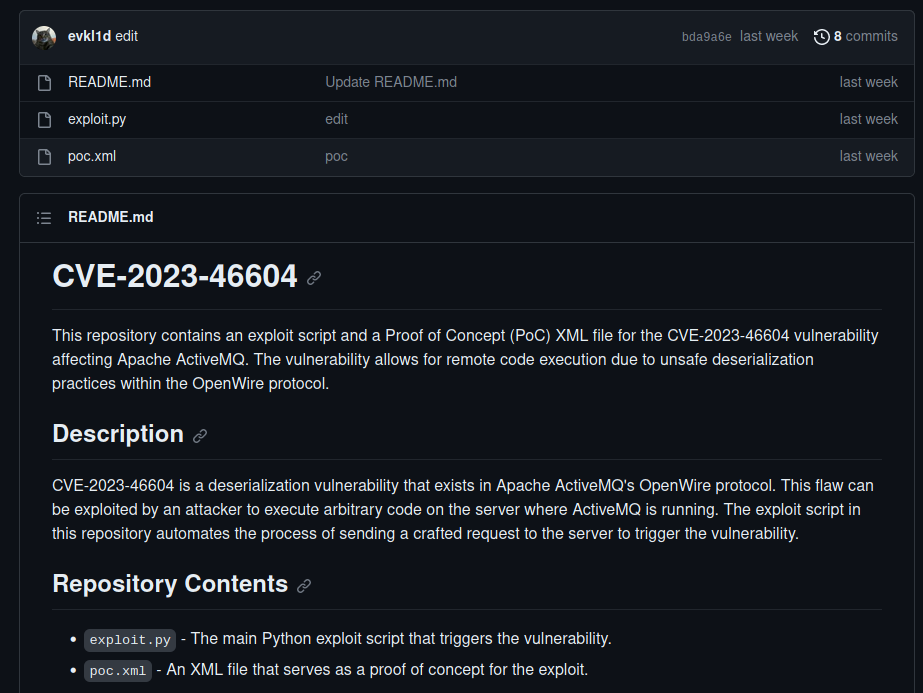 evkl1d edit bda9a6e last week 8 commits
README.md Update README.md last week
exploit.py edit last week
poc.xml poc last week
README.md
CVE-2023-46604
This repository contains an exploit script and a Proof of Concept (PoC) XML file for the CVE-2023-46604 vulnerability
affecting Apache ActiveMQ. The vulnerability allows for remote code execution due to unsafe deserialization
practices within the OpenWire protocol.
Description
CVE-2023-46604 is a deserialization vulnerability that exists in Apache ActiveMQ's OpenWire protocol. This flaw can
be exploited by an attacker to execute arbitrary code on the server where ActiveMQ is running. The exploit script in
this repository automates the process of sending a crafted request to the server to trigger the vulnerability.
Repository Contents
• exploit.py - The main Python exploit script that triggers the vulnerability.
• poc.xml - An XML file that serves as a proof of concept for the exploit.